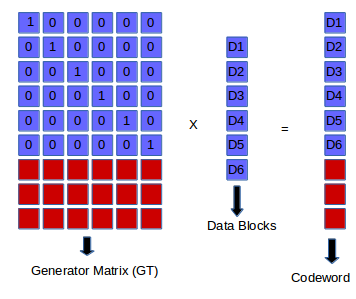 1 0 0 0 0 0 D1
0 1 0 0 0 0 D1 D2
0 0 1 0 0 0 D2 D3
0 0 0 1 0 0 D3 D4
0 0 0 0 1 0 X D4 = D5
0 0 0 0 0 1 D5 D6
D6
Data Blocks
Generator Matrix (GT)
Codeword